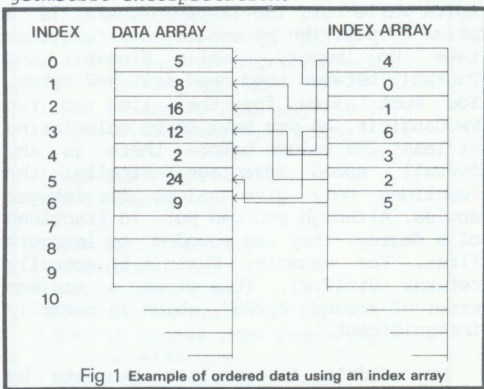 INDEX DATA ARRAY INDEX ARRAY
0 5 4
1 8 0
2 16 1
3 12 6
4 2 3
5 24 2
6 9 5
7
8
9
10
Fig 1 Example of ordered data using an index array